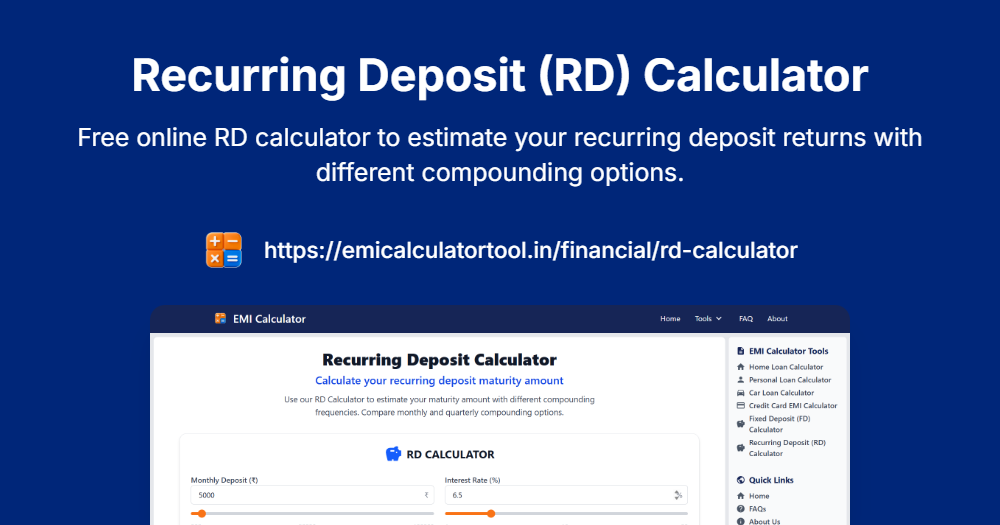 Recurring Deposit (RD) Calculator
Free online RD calculator to estimate your recurring deposit returns with
different compounding options.
https://emicalculatortool.in/financial/rd-calculator
EMI Calculator
Home
Tools
FAQ
About
Recurring Deposit Calculator
Calculate your recurring deposit maturity amount
Use our RD Calculator to estimate your maturity amount with different compounding
frequencies. Compare monthly and quarterly compounding options.
RD CALCULATOR
Monthly Deposit (₹)
5000
₹
Interest Rate (%)
6.5
%
EMI Calculator Tools
Home Loan Calculator
Personal Loan Calculator
Car Loan Calculator
Credit Card EMI Calculator
Fixed Deposit (FD)
Calculator
Recurring Deposit (RD)
Calculator
Quick Links
Home
FAQs
About Us